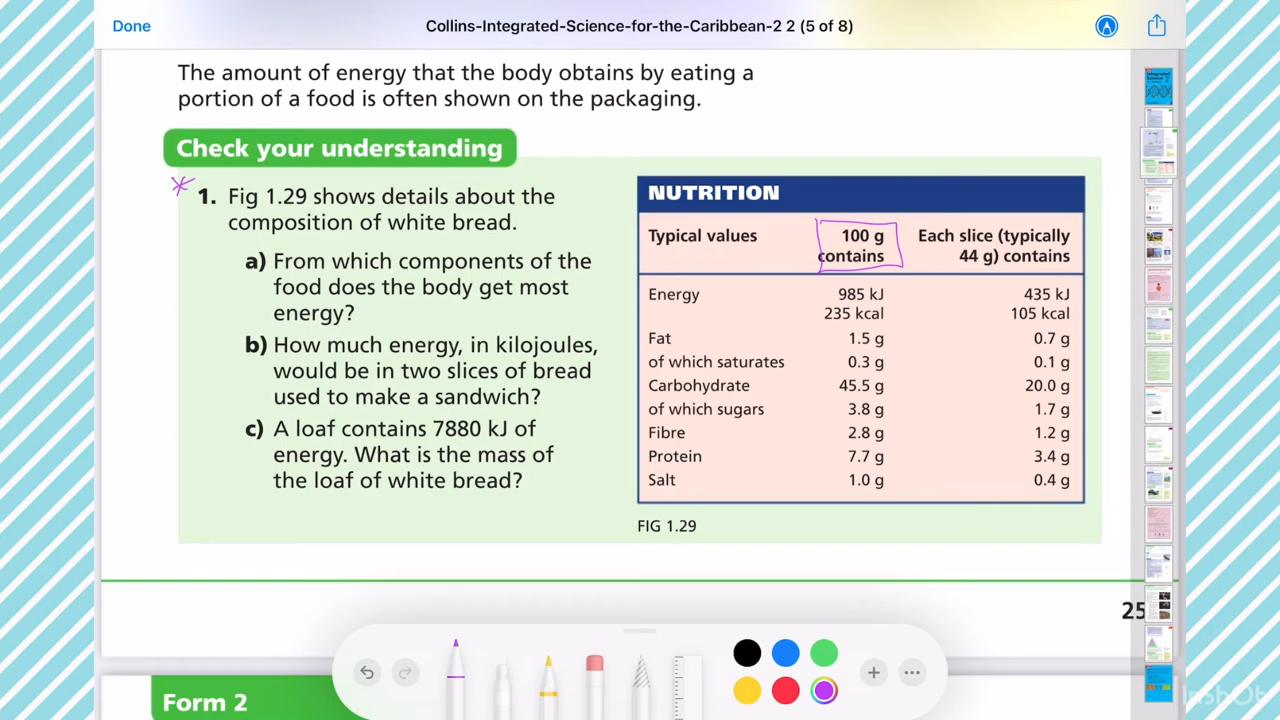 Done
Collins-Integrated-Science-for-the-Caribbean-2 2 (5 of 8)
The amount of energy that the body obtains by eating a
portion of a food is often shown on the packaging.
Check your understanding
1. Fig 1.29 shows details about the
composition of white bread.
a) From which components of the
food does the body get most
energy?
b) How much energy, in kilojoules,
would be in two slices of bread
used to make a sandwich?
c) A loaf contains 7880 kJ of
energy. What is the mass of
the loaf of white bread?
NUTRITION
Typical values 100 g contains Each slice (typically 44 g) contains
Energy 985 kJ 435 kJ
235 kcal 105 kcal
Fat 1.5 g 0.7 g
of which saturates 0.3 g 0.1 g
Carbohydrate 45.5 g 20.0 g
of which sugars 3.8 g 1.7 g
Fibre 2.8 g 1.2 g
Protein 7.7 g 3.4 g
Salt 1.0 g 0.4 g
FIG 1.29
25
Form 2
InShOt